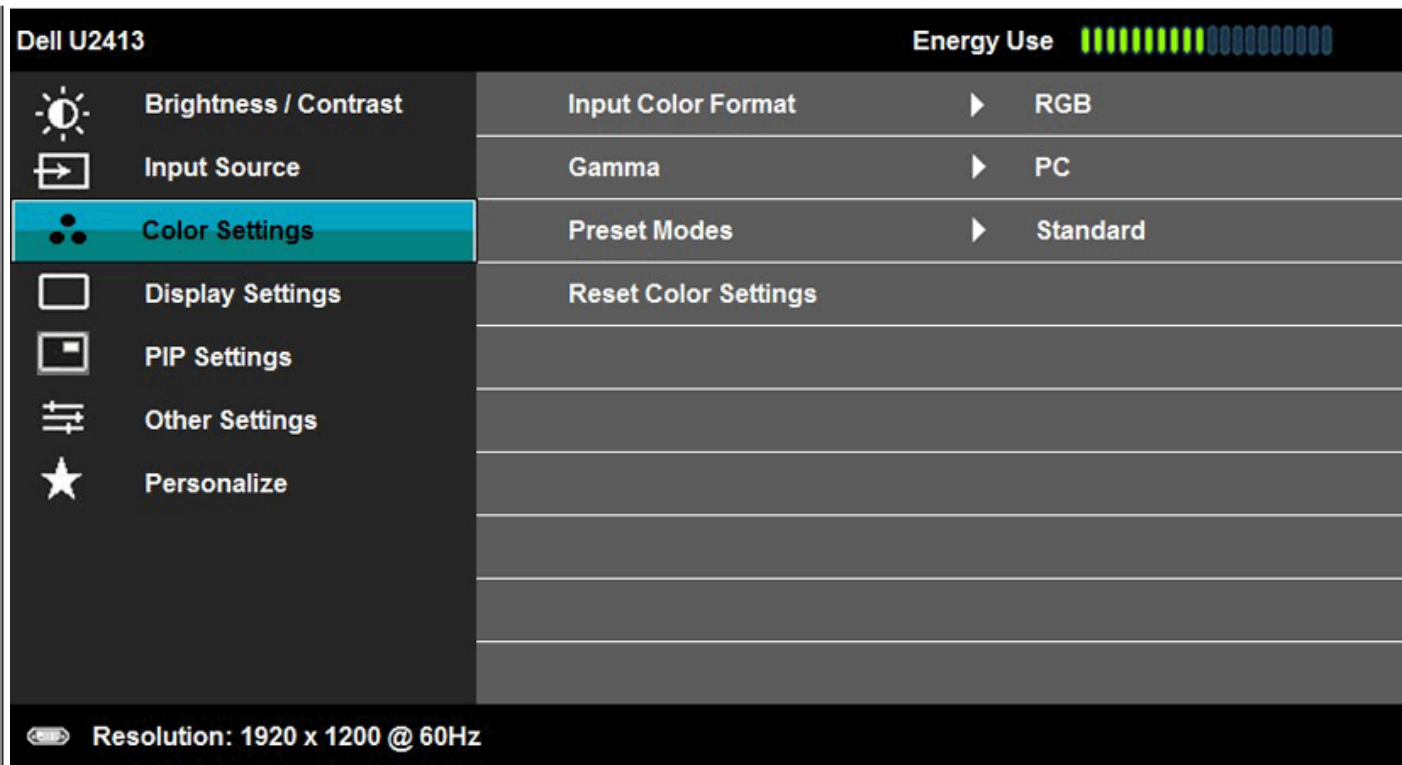 Dell U2413 Energy Use
Brightness / Contrast Input Color Format RGB
Input Source Gamma PC
Color Settings Preset Modes Standard
Display Settings Reset Color Settings
PIP Settings
Other Settings
Personalize
Resolution: 1920 x 1200 @ 60Hz